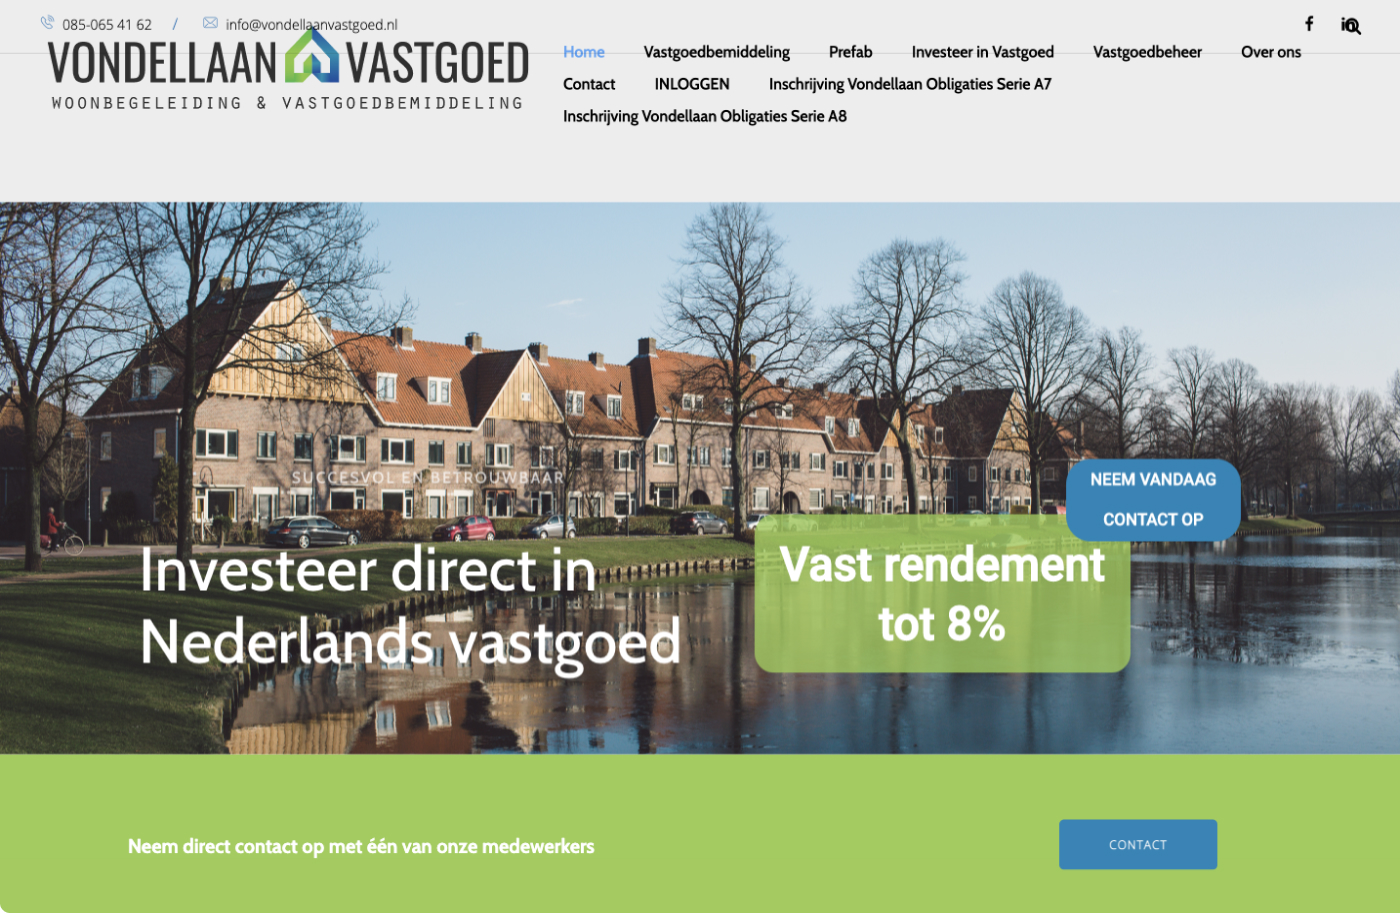 085-065 41 62 / info@vondellaanvastgoed.nl
VONDELLAAN VASTGOED
WOONBEGELEIDING & VASTGOEDBEMIDDELING
Home Vastgoedbemiddeling Prefab Investeer in Vastgoed Vastgoedbeheer Over ons
Contact INLOGGEN Inschrijving Vondellaan Obligaties Serie A7
Inschrijving Vondellaan Obligaties Serie A8
SUCCESVOL EN BETROUWBAAR
Investeer direct in
Nederlands vastgoed
NEEM VANDAAG
CONTACT OP
Vast rendement
tot 8%
Neem direct contact op met één van onze medewerkers
CONTACT